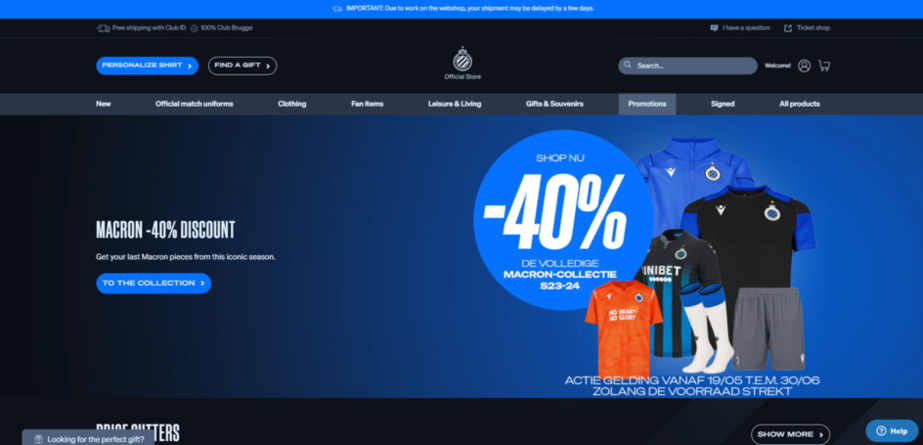 IMPORTANT: Due to work on the webshop, your shipment may be delayed by a few days.
Free shipping with Club ID 100% Club Brugge
I have a question Ticket shop
PERSONALIZE SHIRT
FIND A GIFT
Official Store
Search...
Welcome!
New Official match uniforms Clothing Fan Items Leisure & Living Gifts & Souvenirs Promotions Signed All products
MACRON -40% DISCOUNT
Get your last Macron pieces from this iconic season.
TO THE COLLECTION
SHOP NU
-40%
DE VOLLEDIGE
MACRON-COLLECTIE
S23-24
UNIBET
NO HEART
NO GLORY
ACTIE GELDING VANAF 19/05 T.E.M. 30/06
ZOLANG DE VOORRAAD STREKT
SHOW MORE
Looking for the perfect gift?
Help